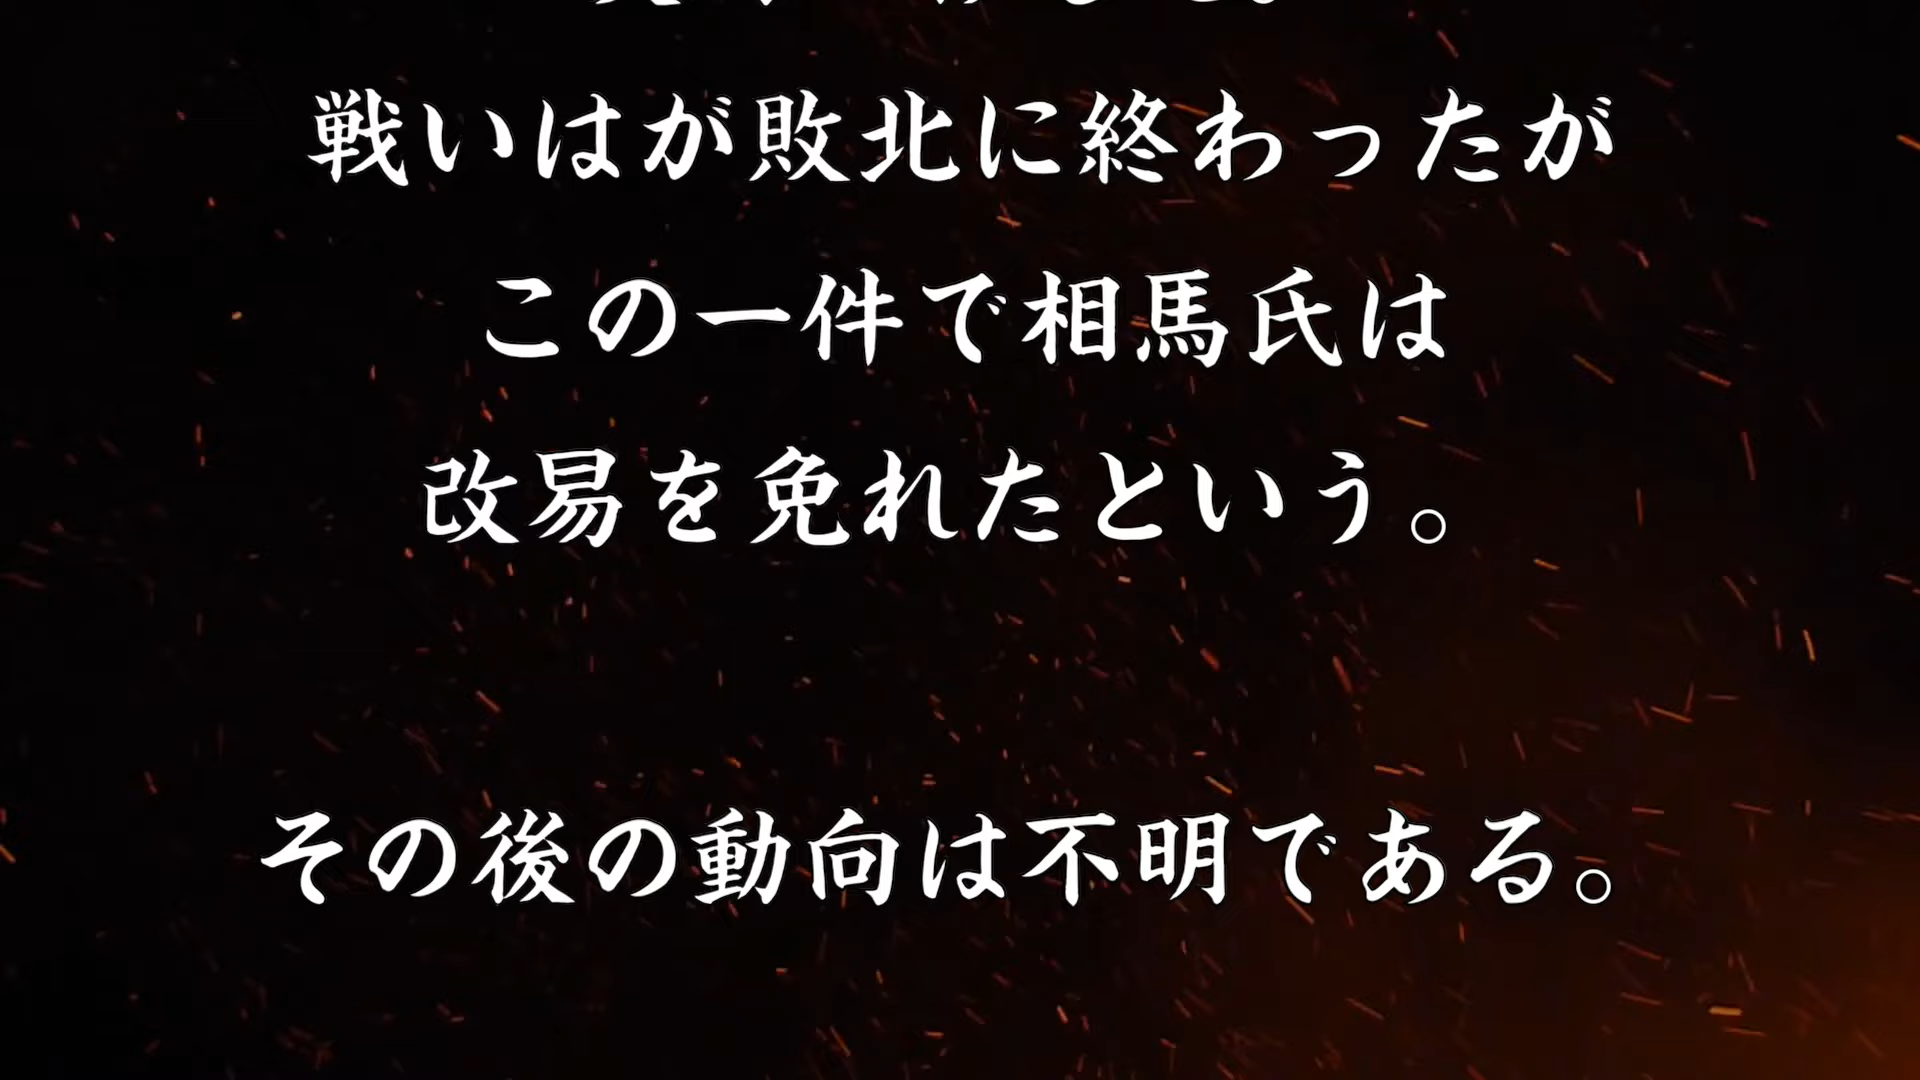 戦いはが敗北に終わったが
この一件で相馬氏は
改易を免れたという。
その後の動向は不明である。